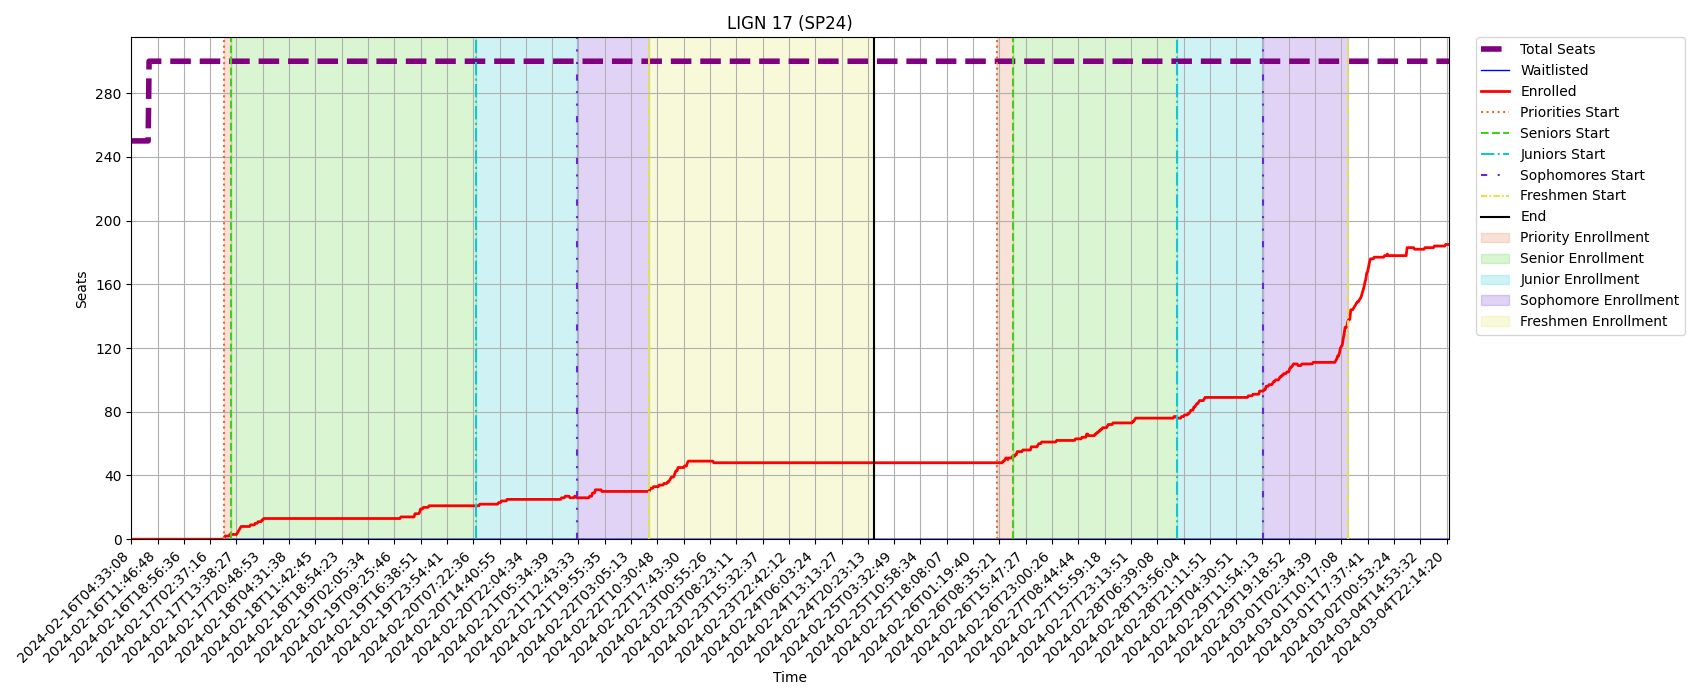 LIGN 17 (SP24)
Seats
280
240
200
160
120
80
40
0
2024-02-16T04:33:08
2024-02-16T11:46:48
2024-02-16T18:56:36
2024-02-17T02:37:16
2024-02-17T13:38:27
2024-02-17T20:48:53
2024-02-18T04:31:38
2024-02-18T11:42:45
2024-02-18T18:54:23
2024-02-19T02:05:34
2024-02-19T09:25:46
2024-02-19T16:38:51
2024-02-19T23:54:41
2024-02-20T07:22:36
2024-02-20T14:40:55
2024-02-20T22:04:34
2024-02-21T05:34:39
2024-02-21T12:43:33
2024-02-21T19:55:35
2024-02-22T03:05:13
2024-02-22T10:30:48
2024-02-22T17:43:30
2024-02-23T00:55:26
2024-02-23T08:23:11
2024-02-23T15:32:37
2024-02-23T22:42:12
2024-02-24T06:03:24
2024-02-24T13:13:27
2024-02-24T20:23:13
2024-02-25T03:32:49
2024-02-25T10:58:34
2024-02-25T18:08:07
2024-02-26T01:19:40
2024-02-26T08:35:21
2024-02-26T15:47:27
2024-02-26T23:00:26
2024-02-27T08:44:44
2024-02-27T15:59:18
2024-02-27T23:13:51
2024-02-28T06:39:08
2024-02-28T13:56:04
2024-02-28T21:11:51
2024-02-29T04:30:51
2024-02-29T11:54:13
2024-02-29T19:18:52
2024-03-01T02:34:39
2024-03-01T10:17:08
2024-03-01T17:37:41
2024-03-02T00:53:24
2024-03-04T14:53:32
2024-03-04T22:14:20
Time
Total Seats
Waitlisted
Enrolled
Priorities Start
Seniors Start
Juniors Start
Sophomores Start
Freshmen Start
End
Priority Enrollment
Senior Enrollment
Junior Enrollment
Sophomore Enrollment
Freshmen Enrollment